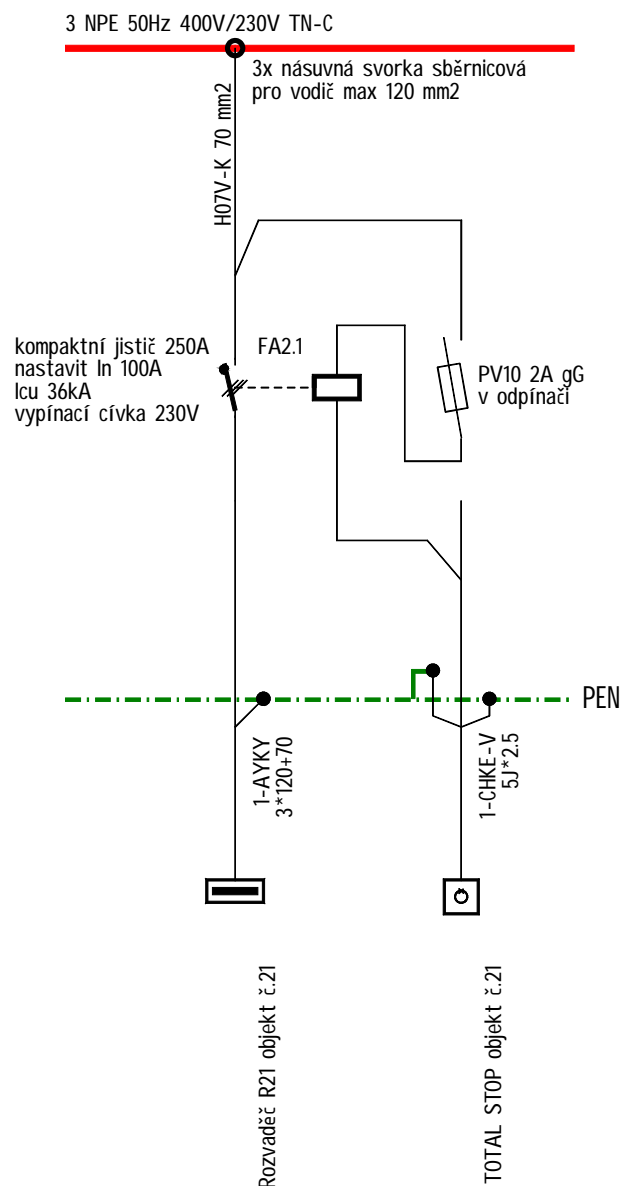 3 NPE 50Hz 400V/230V TN-C
3x násuvná svorka sběrnicová
pro vodič max 120 mm2
H07V-K 70 mm2
kompaktní jistič 250A
nastavit In 100A
Icu 36kA
vypínací cívka 230V
FA2.1
PV10 2A gG
v odpínači
PEN
1-AYKY
3*120+70
1-CHKE-V
5J*2.5
Rozvaděč R21 objekt č.21
TOTAL STOP objekt č.21